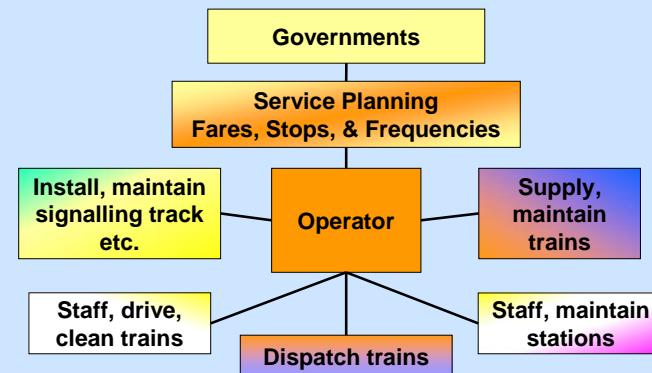 Governments
Service Planning
Fares, Stops, & Frequencies
Install, maintain
signalling track
etc.
Operator
Supply,
maintain
trains
Staff, drive,
clean trains
Dispatch trains
Staff, maintain
stations